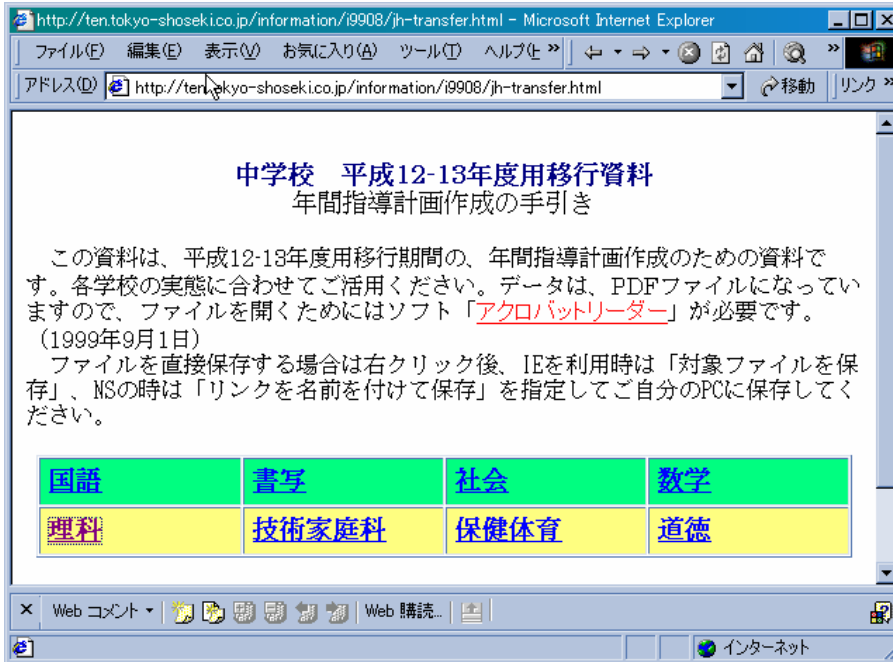 http://ten.tokyo-shoseki.co.jp/information/i9908/jh-transfer.html - Microsoft Internet Explorer
ファイル(F) 編集(E) 表示(V) お気に入り(A) ツール(T) ヘルプ(H »
アドレス(D) http://ten.tokyo-shoseki.co.jp/information/i9908/jh-transfer.html 移動 リンク »
中学校 平成12-13年度用移行資料
年間指導計画作成の手引き
この資料は、平成12-13年度用移行期間の、年間指導計画作成のための資料で
す。各学校の実態に合わせてご活用ください。データは、PDFファイルになってい
ますので、ファイルを開くためにはソフト「アクロバットリーダー」が必要です。
(1999年9月1日)
ファイルを直接保存する場合は右クリック後、IEを利用時は「対象ファイルを保
存」、NSの時は「リンクを名前を付けて保存」を指定してご自分のPCに保存してく
ださい。
国語 書写 社会 数学
理科 技術家庭科 保健体育 道徳
Web コメント Web 購読...
インターネット